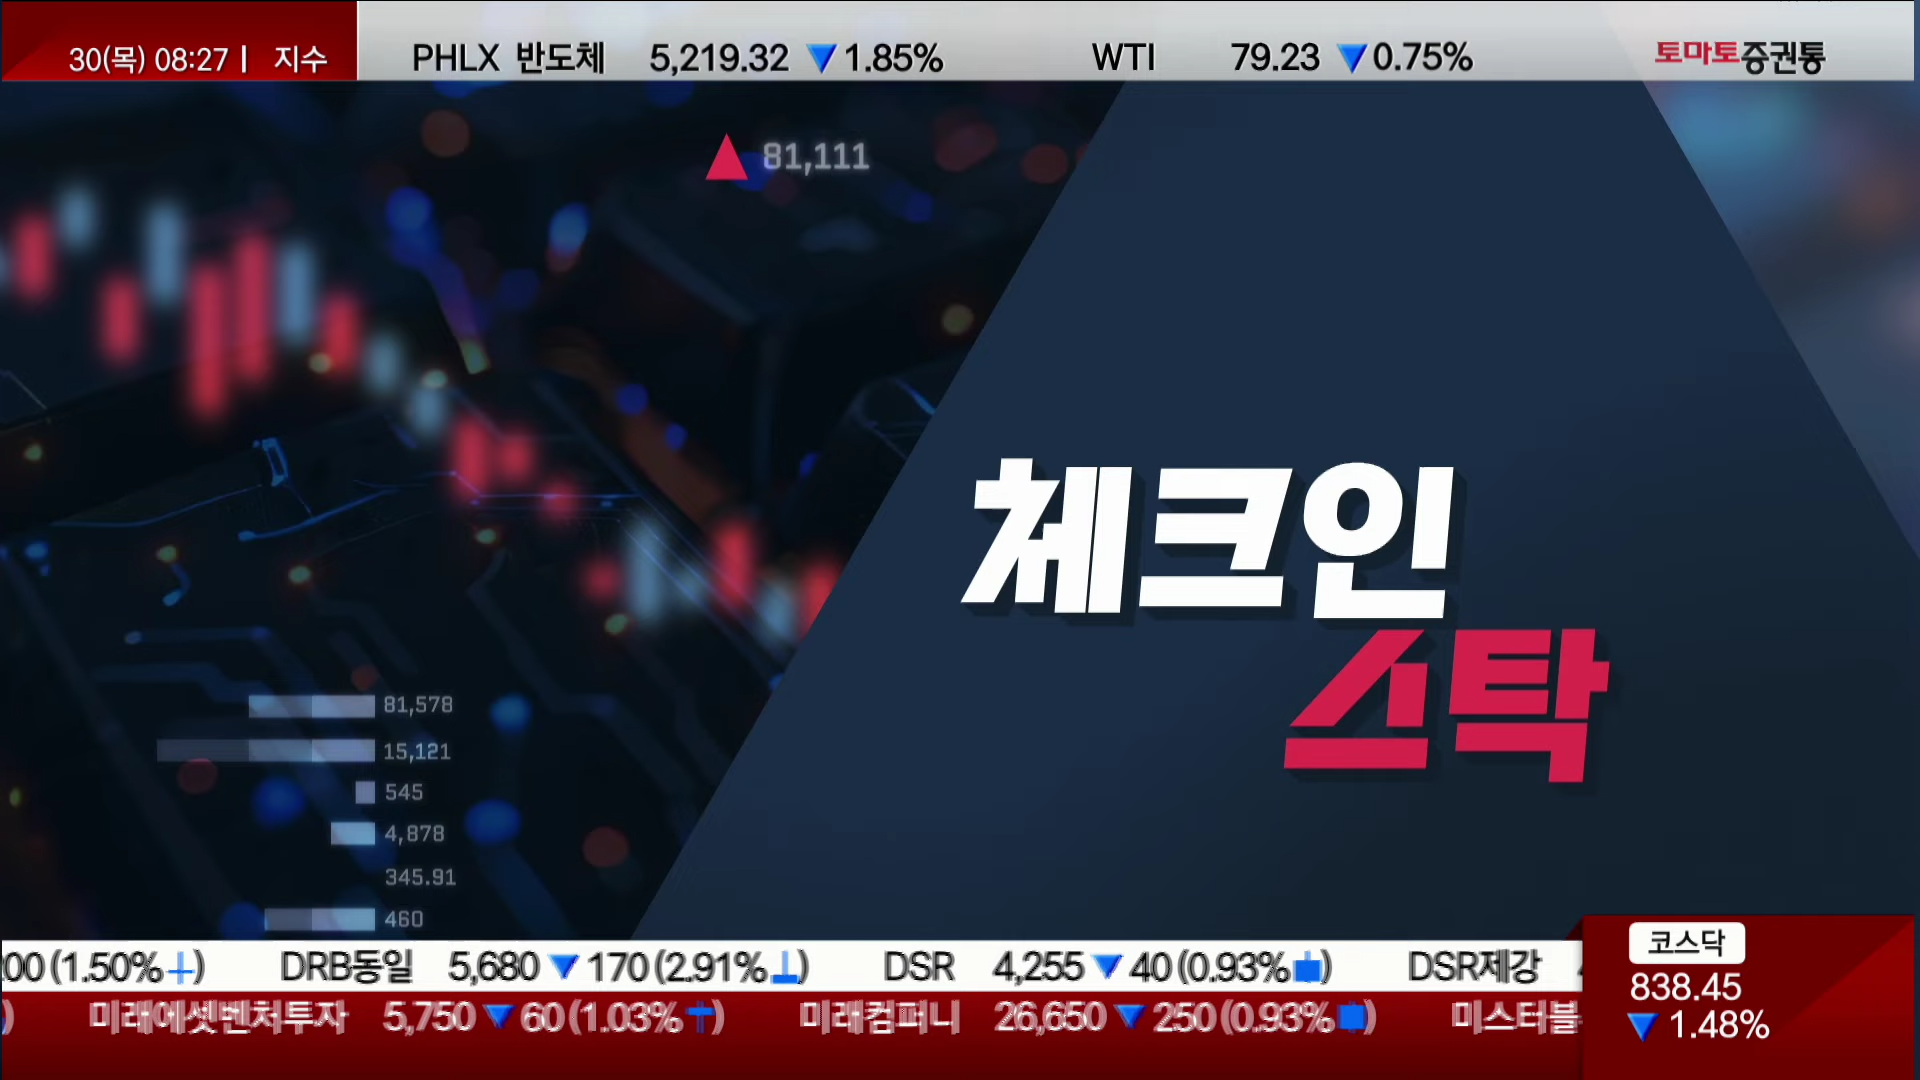 30(목) 08:27 | 지수
PHLX 반도체 5,219.32 ▼1.85%
WTI 79.23 ▼0.75%
토마토증권통
▲ 81,111
체크인
스탁
81,578
15,121
545
4,878
345.91
460
00(1.50% ) DRB동일 5,680▼170(2.91% ) DSR 4,255▼40(0.93% ) DSR제강
) 미래에셋벤처투자 5,750▼60(1.03% ) 미래컴퍼니 26,650▼250(0.93% ) 미스터블
코스닥
838.45
▼1.48%